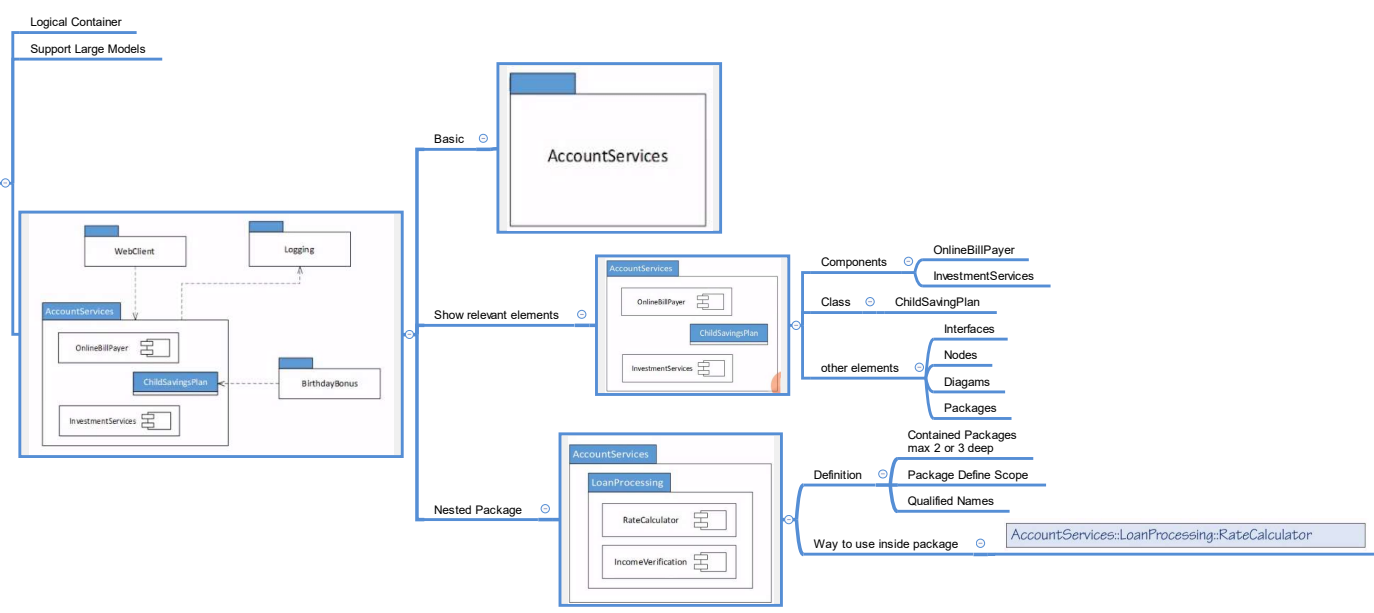 Logical Container
Support Large Models
WebClient
Logging
AccountServices
OnlineBillPayer
ChildSavingsPlan
BirthdayBonus
InvestmentServices
Basic
AccountServices
Show relevant elements
AccountServices
OnlineBillPayer
ChildSavingsPlan
InvestmentServices
Components
OnlineBillPayer
InvestmentServices
Class
ChildSavingPlan
other elements
Interfaces
Nodes
Diagams
Packages
Nested Package
AccountServices
LoanProcessing
RateCalculator
IncomeVerification
Definition
Contained Packages
max 2 or 3 deep
Package Define Scope
Qualified Names
Way to use inside package
AccountServices::LoanProcessing::RateCalculator